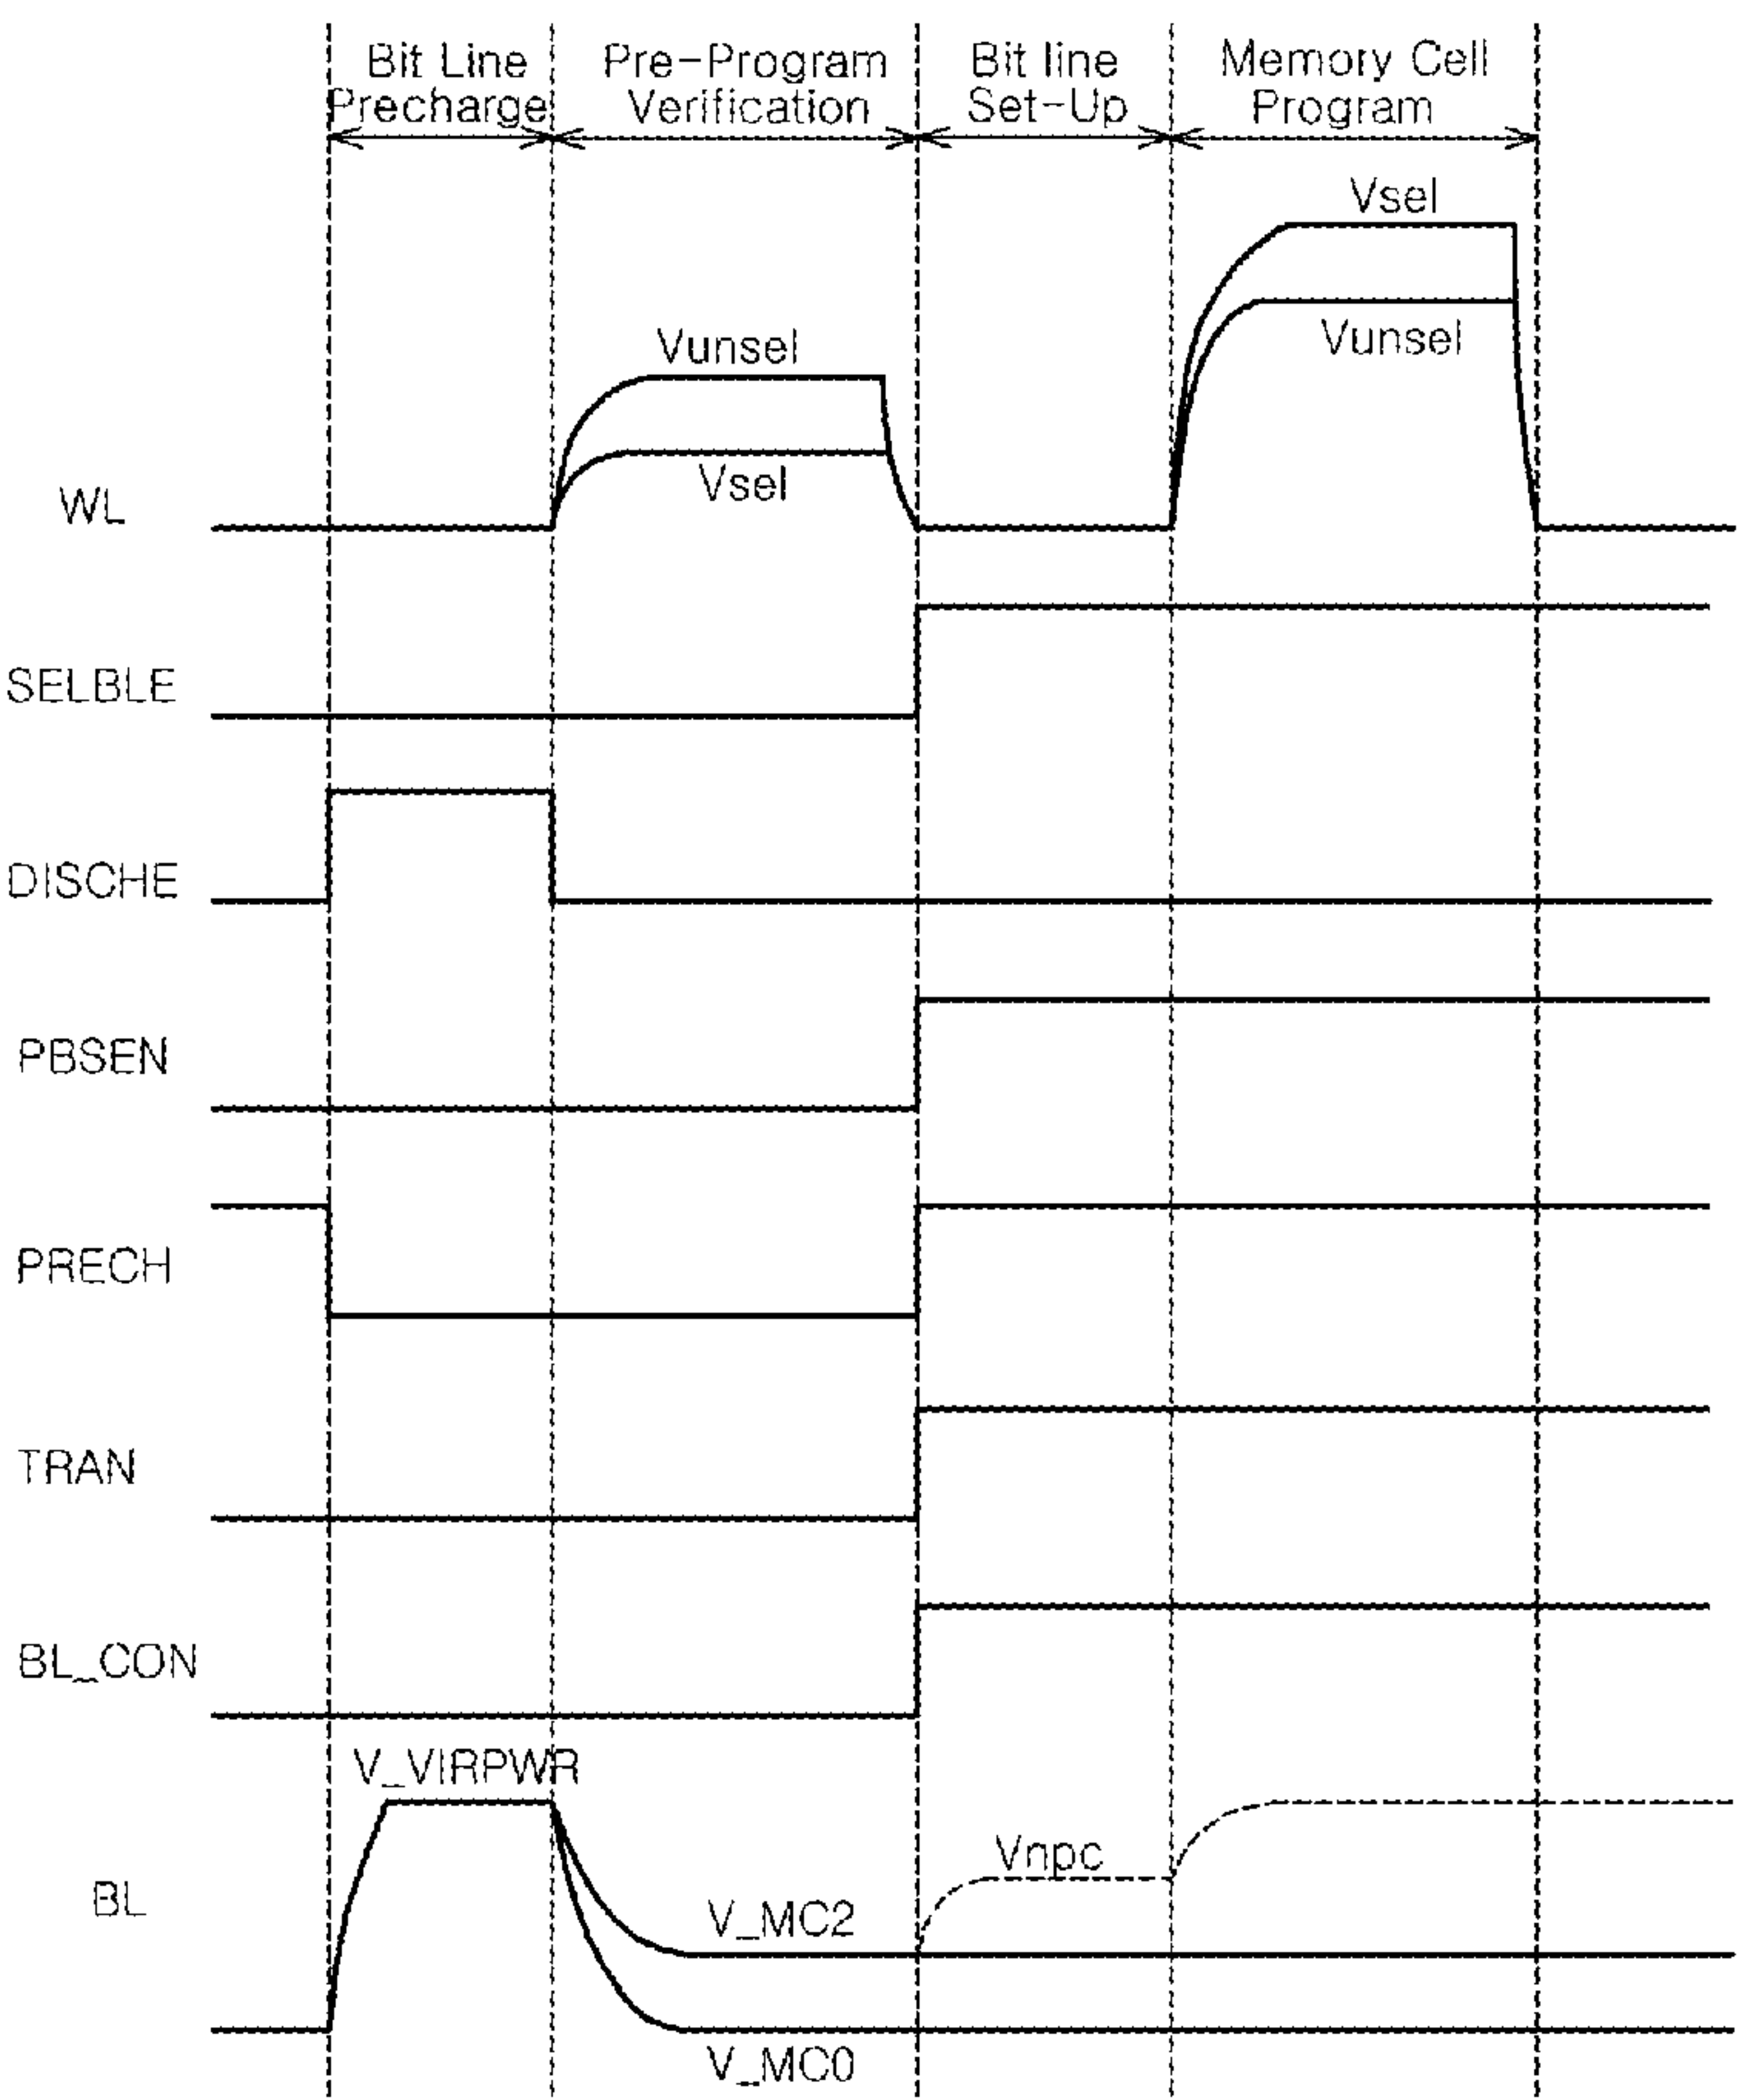 Bit Line
Precharge
Pre-Program
Verification
Bit line
Set-Up
Memory Cell
Program
Vsel
Vunsel
Vunsel
Vsel
WL
SELBLE
DISCHE
PBSEN
PRECH
TRAN
BL_CON
V_VIRPWR
Vnpc
BL
V_MC2
V_MC0